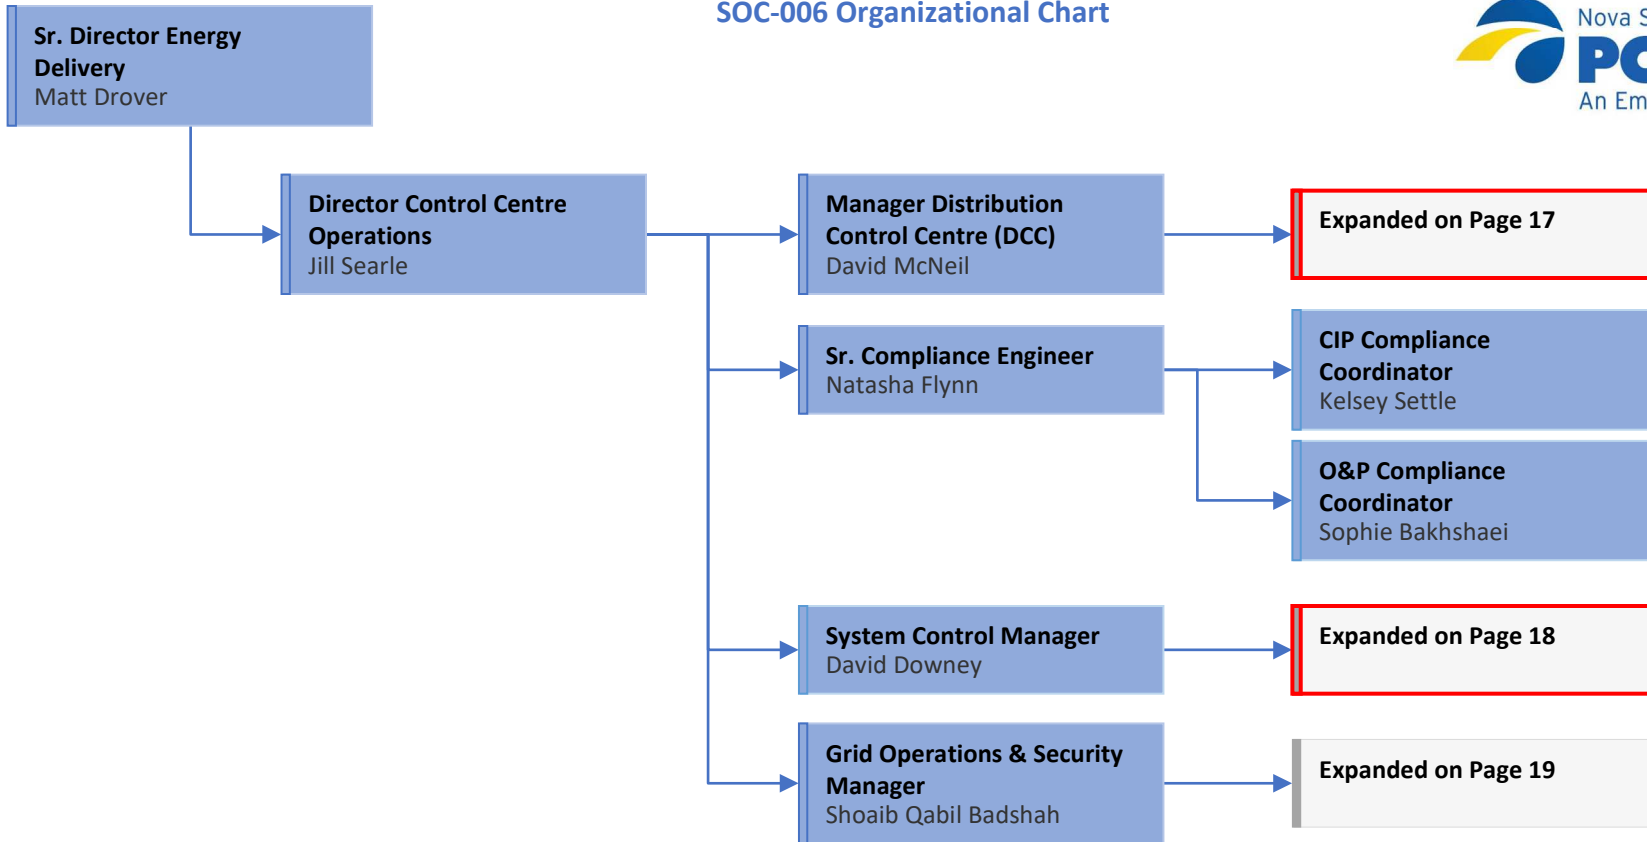 SOC-006 Organizational Chart
Nova
An
Sr. Director Energy
Delivery
Matt Drover
Director Control Centre
Operations
Jill Searle
Manager Distribution
Control Centre (DCC)
David McNeil
Expanded on Page 17
Sr. Compliance Engineer
Natasha Flynn
CIP Compliance
Coordinator
Kelsey Settle
O&P Compliance
Coordinator
Sophie Bakhshaei
System Control Manager
David Downey
Expanded on Page 18
Grid Operations & Security
Manager
Shoaib Qabil Badshah
Expanded on Page 19